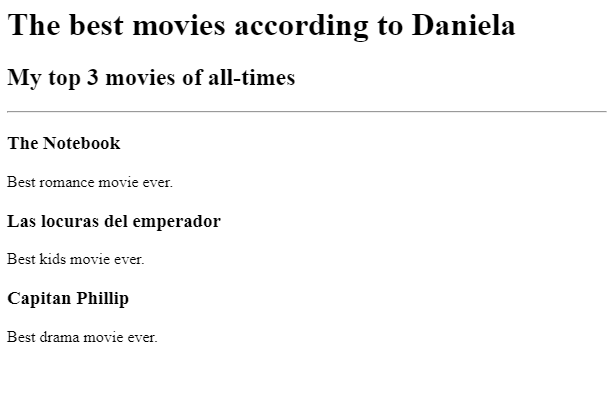 The best movies according to Daniela
My top 3 movies of all-times
The Notebook
Best romance movie ever.
Las locuras del emperador
Best kids movie ever.
Capitan Phillip
Best drama movie ever.